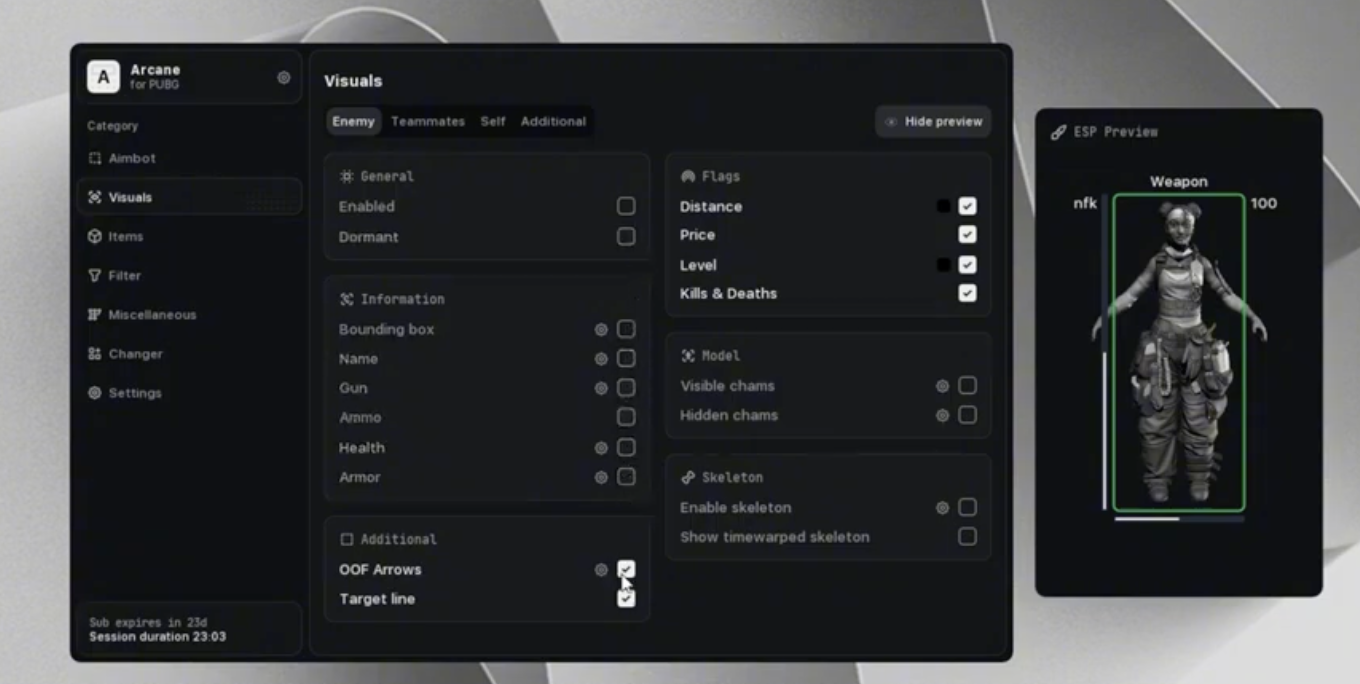 A
Arcane
for PUBG
Category
Aimbot
Visuals
Items
Filter
Miscellaneous
Changer
Settings
Sub expires in 23d
Session duration 23:03
Visuals
Enemy Teammates Self Additional
Hide preview
General
Enabled
Dormant
Information
Bounding box
Name
Gun
Ammo
Health
Armor
Additional
OOF Arrows
Target line
Flags
Distance
Price
Level
Kills & Deaths
Model
Visible chams
Hidden chams
Skeleton
Enable skeleton
Show timewarped skeleton
ESP Preview
Weapon
nfk 100